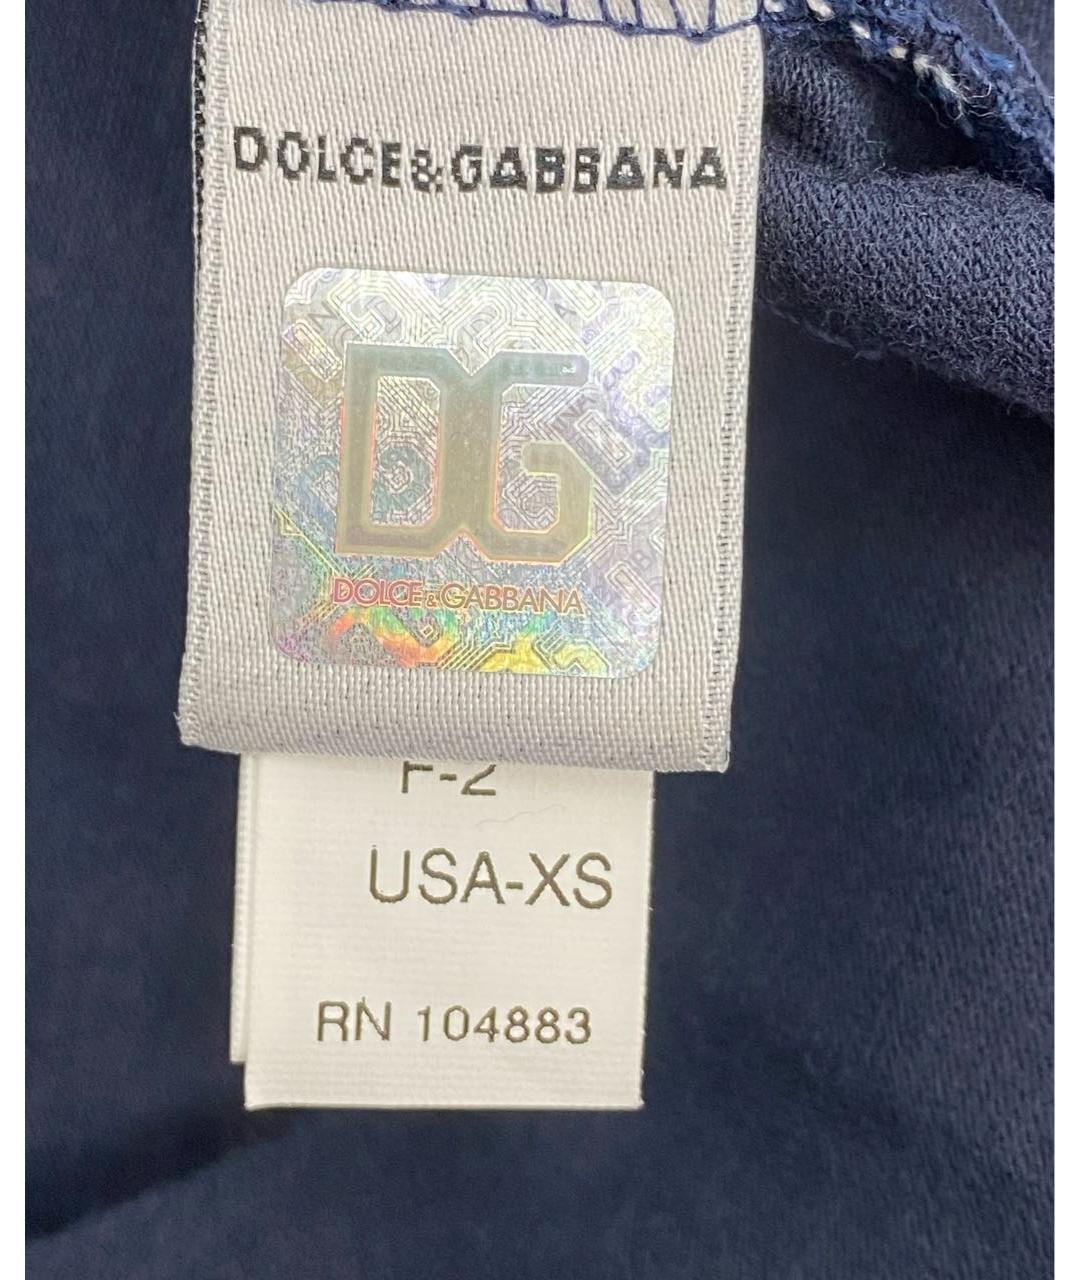 DOLCE&GABBANA
DG
DOLCE&GABBANA
F-2
USA-XS
RN 104883